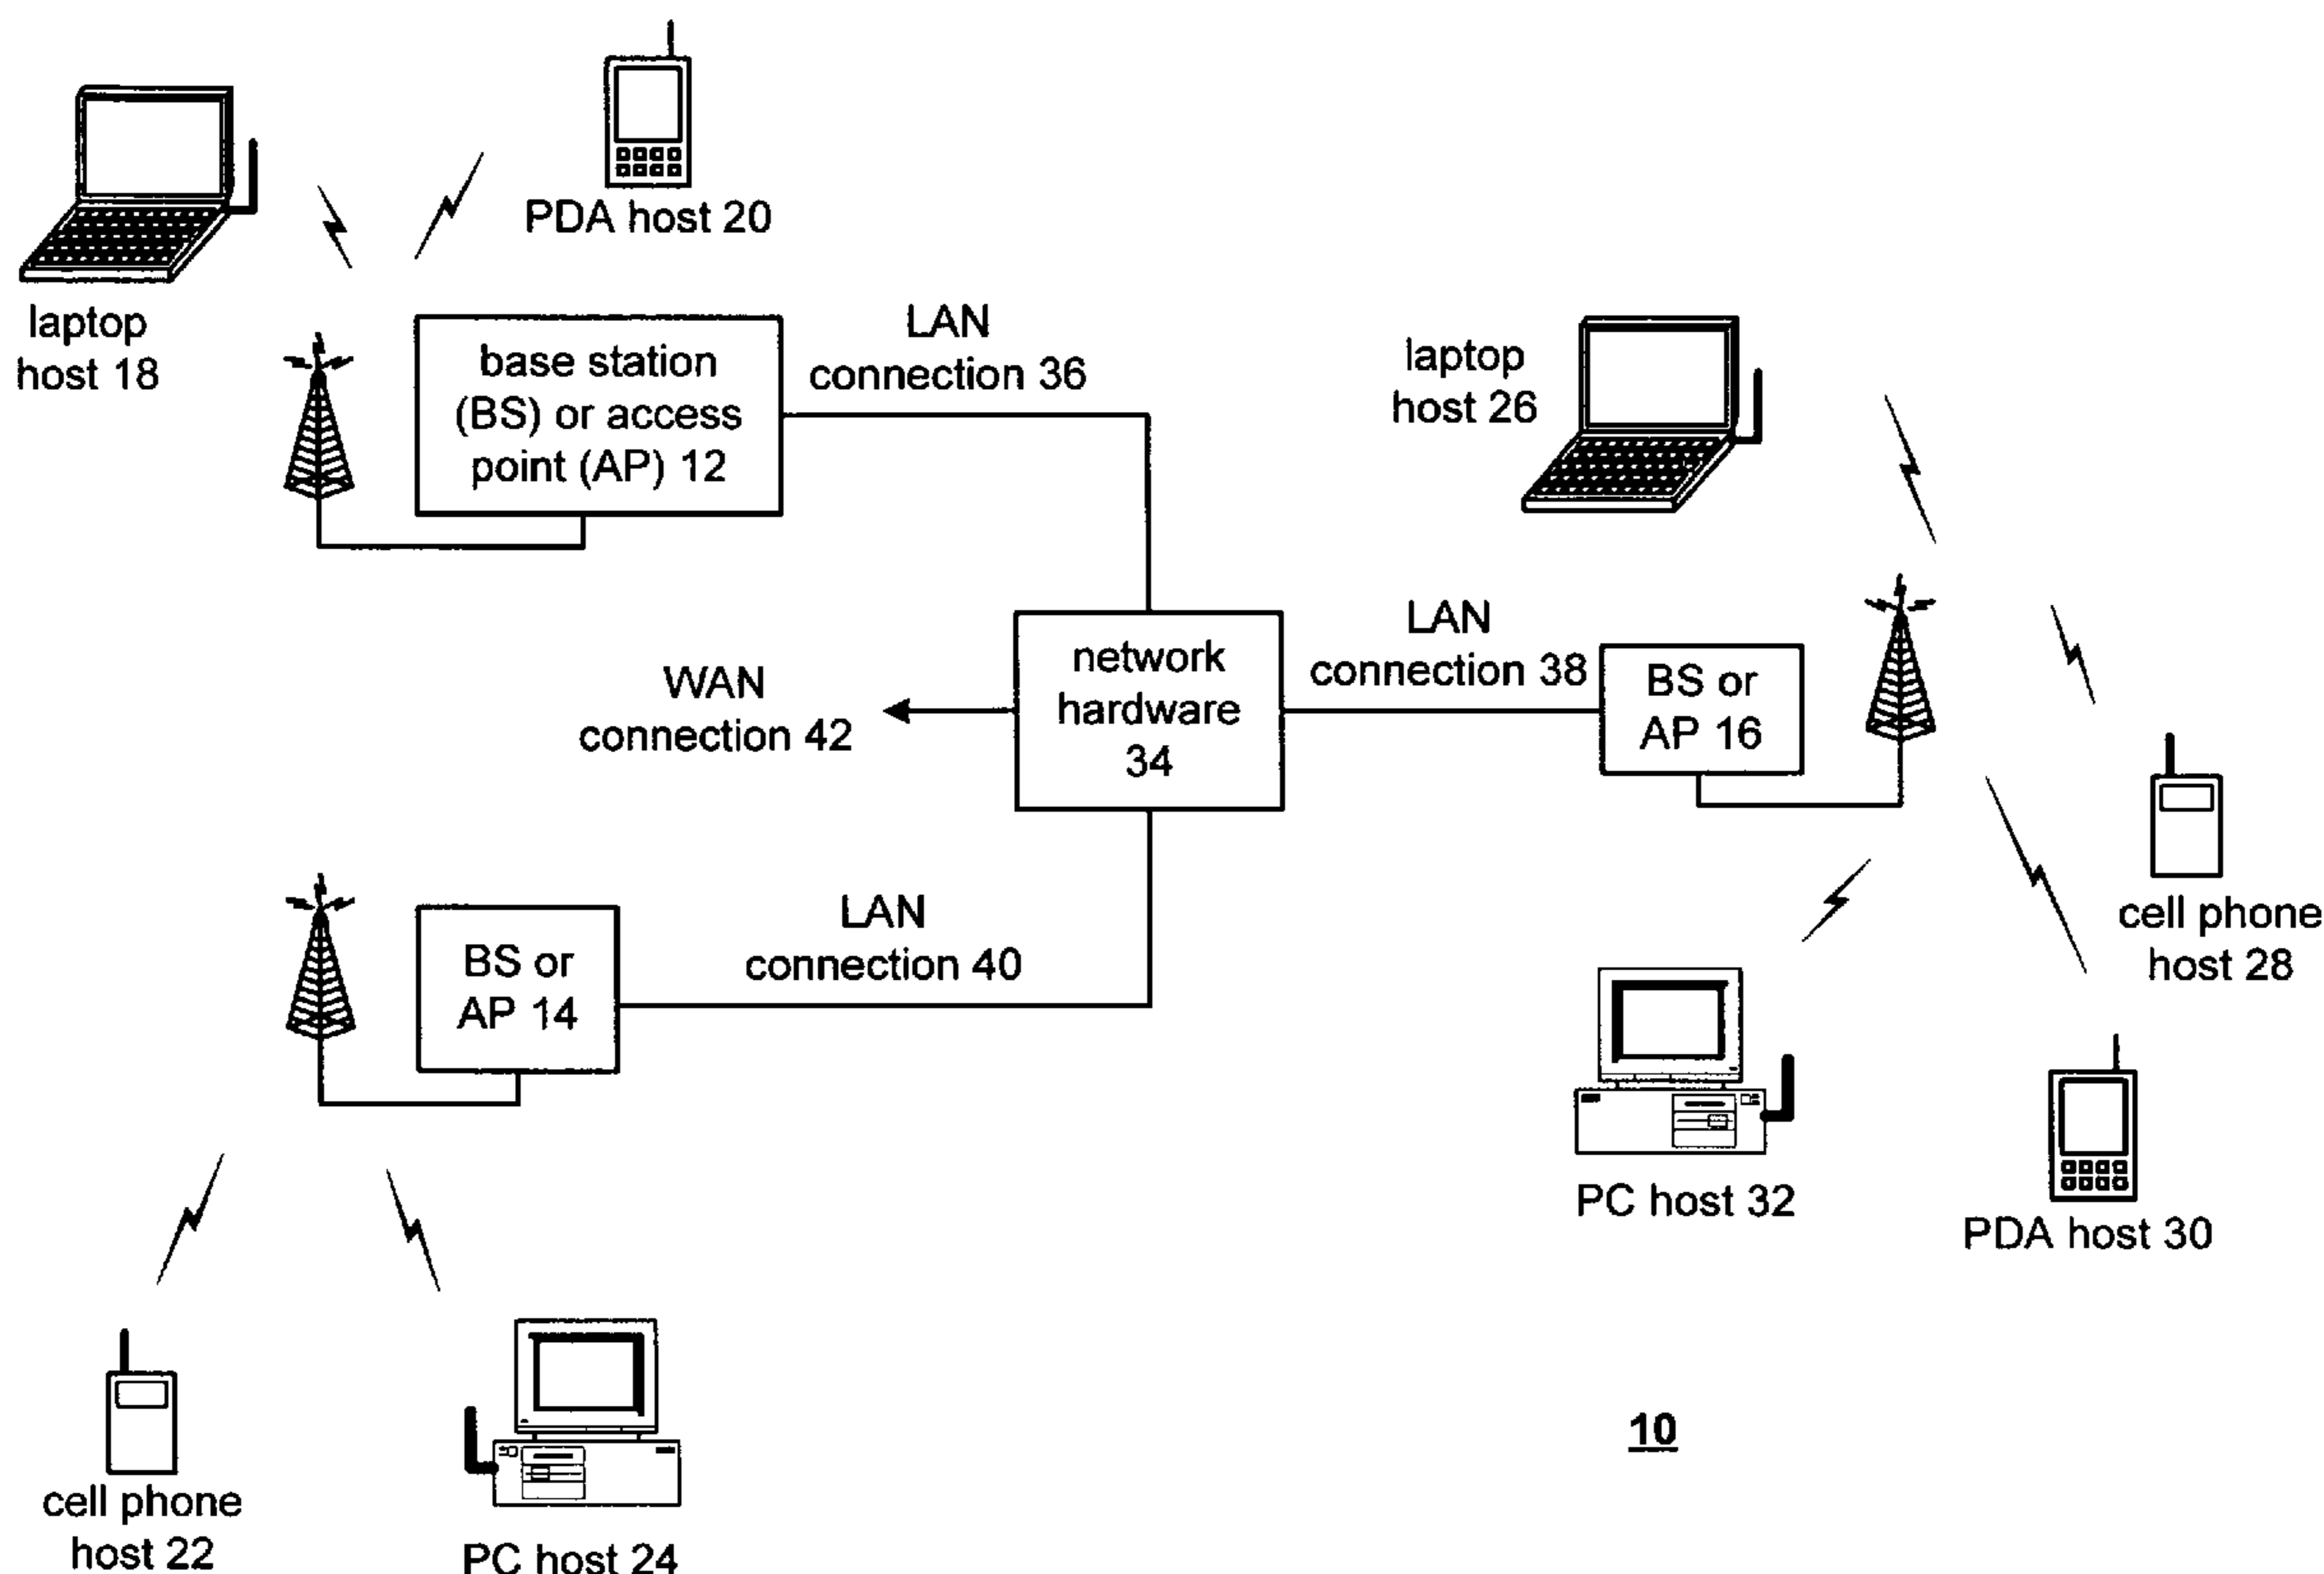 PDA host 20
laptop
host 18
base station
(BS) or access
point (AP) 12
LAN
connection 36
laptop
host 26
WAN
connection 42
network
hardware
34
LAN
connection 38
BS or
AP 16
cell phone
host 28
BS or
AP 14
LAN
connection 40
PC host 32
PDA host 30
cell phone
host 22
PC host 24
10